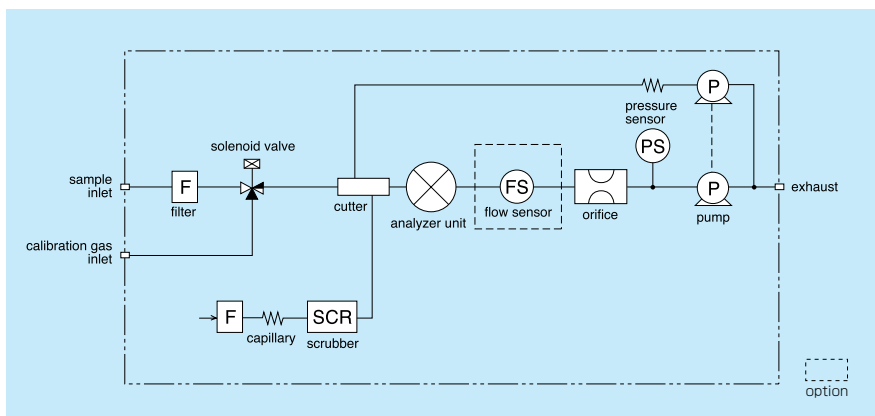 P
pressure
sensor
solenoid valve
PS
sample
inlet
F
filter
cutter
analyzer unit
FS
flow sensor
orifice
P
pump
exhaust
calibration gas
inlet
F
capillary
SCR
scrubber
option